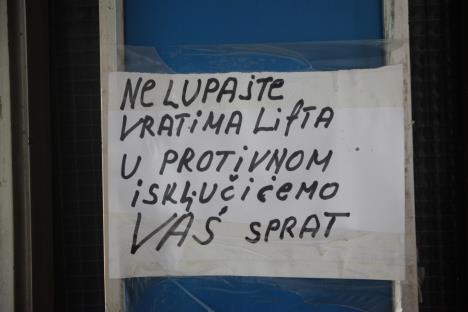 NE LUPAJTE
VRATIMA LifTA
U PROTIVNOM
iSKLJUČIĆEMO
VAŠ SPRAT